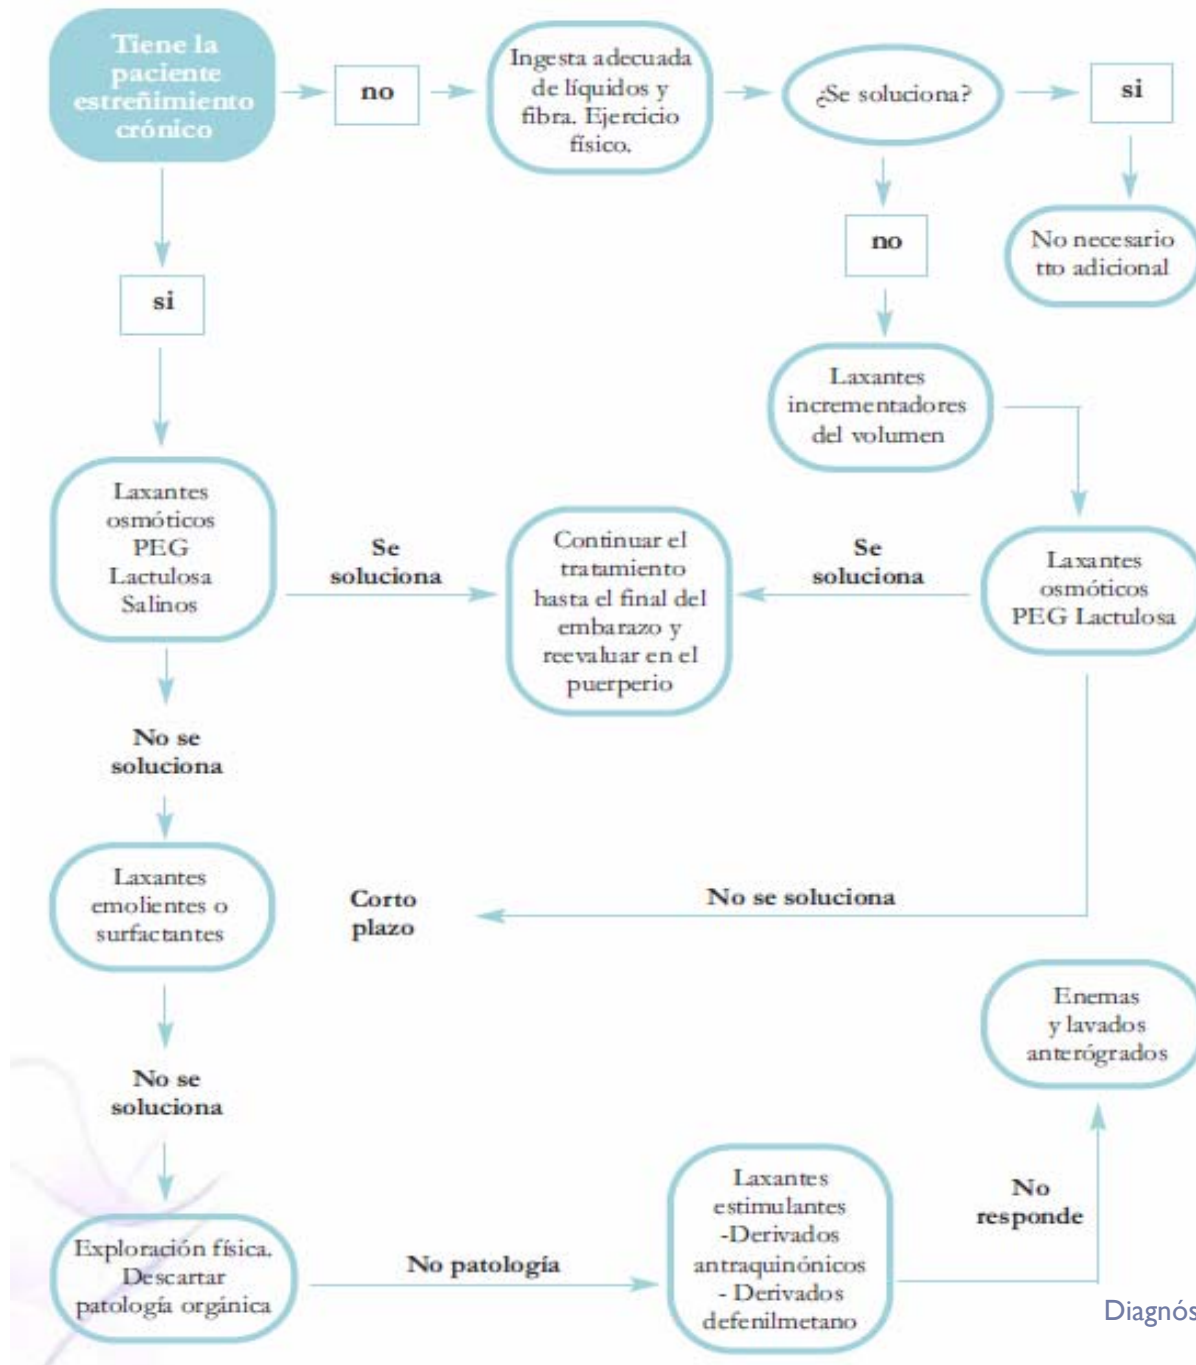 Tiene la
paciente
estreñimiento
crónico
no
Ingesta adecuada
de líquidos y
fibra. Ejercicio
físico.
¿Se soluciona?
si
no
No necesario
tto adicional
si
Laxantes
incrementadores
del volumen
Laxantes
osmóticos
PEG
Lactulosa
Salinos
Se
soluciona
Continuar el
tratamiento
hasta el final del
embarazo y
reevaluar en el
puerperio
Se
soluciona
Laxantes
osmóticos
PEG Lactulosa
No se
soluciona
Laxantes
emolientes o
surfactantes
Corto
plazo
No se soluciona
Enemas
y lavados
anterógrados
No se
soluciona
Exploración física.
Descartar
patología orgánica
No patología
Laxantes
estimulantes
-Derivados
antraquinónicos
- Derivados
defenilmetano
No
responde
Diagnós